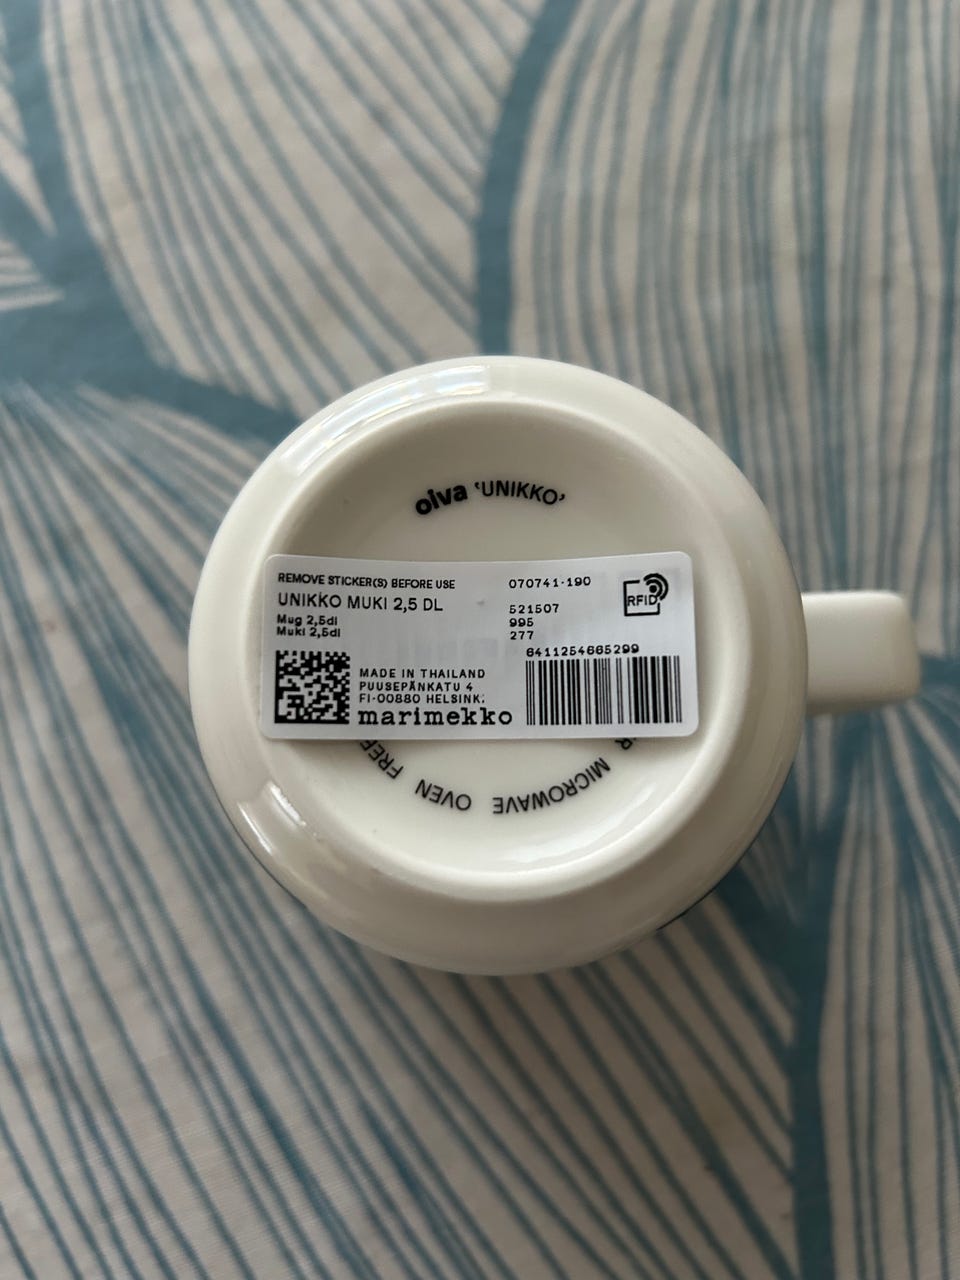 oiva 'UNIKKO'
REMOVE STICKER(S) BEFORE USE
UNIKKO MUKI 2,5 DL
Mug 2,5dl
Muki 2,5dl
070741-190
521507
995
277
RFID
6411254665299
MADE IN THAILAND
PUUSEPÄNKATU 4
FI-00880 HELSINKI
marimekko
MICROWAVE OVEN